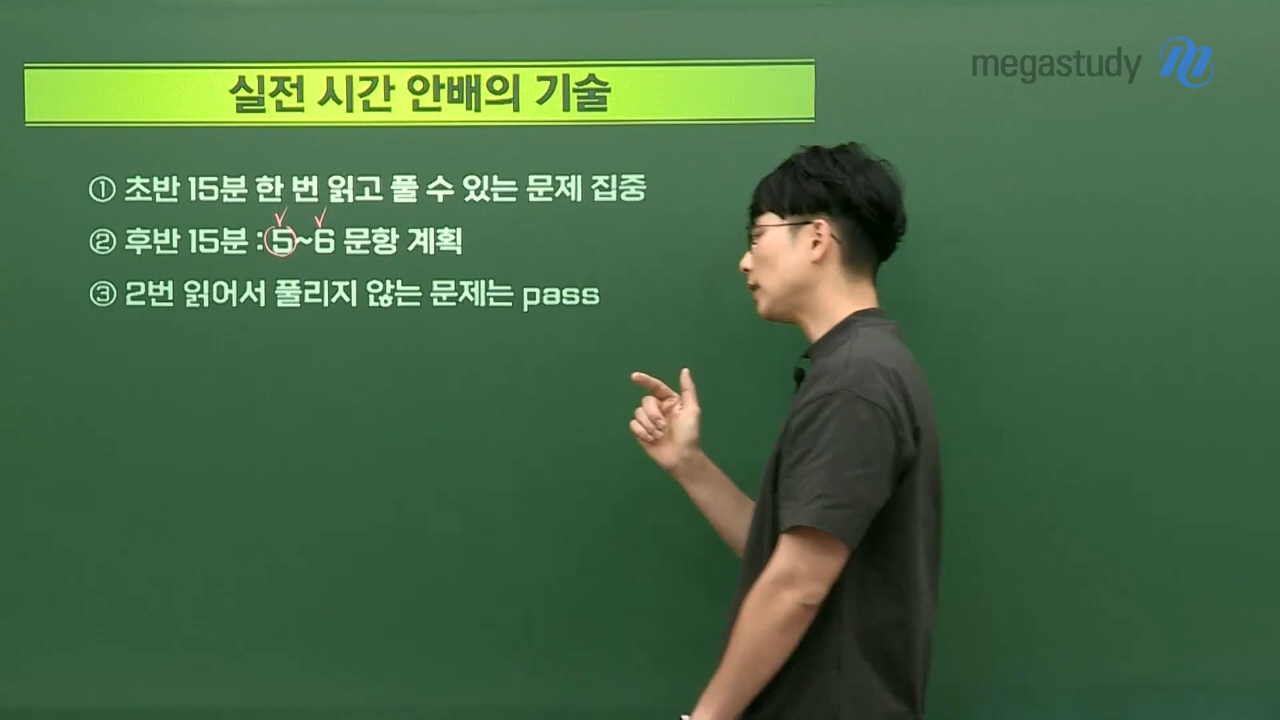 megastudy
실전 시간 안배의 기술
① 초반 15분 한 번 읽고 풀 수 있는 문제 집중
② 후반 15분 : 5~6 문항 계획
③ 2번 읽어서 풀리지 않는 문제는 pass